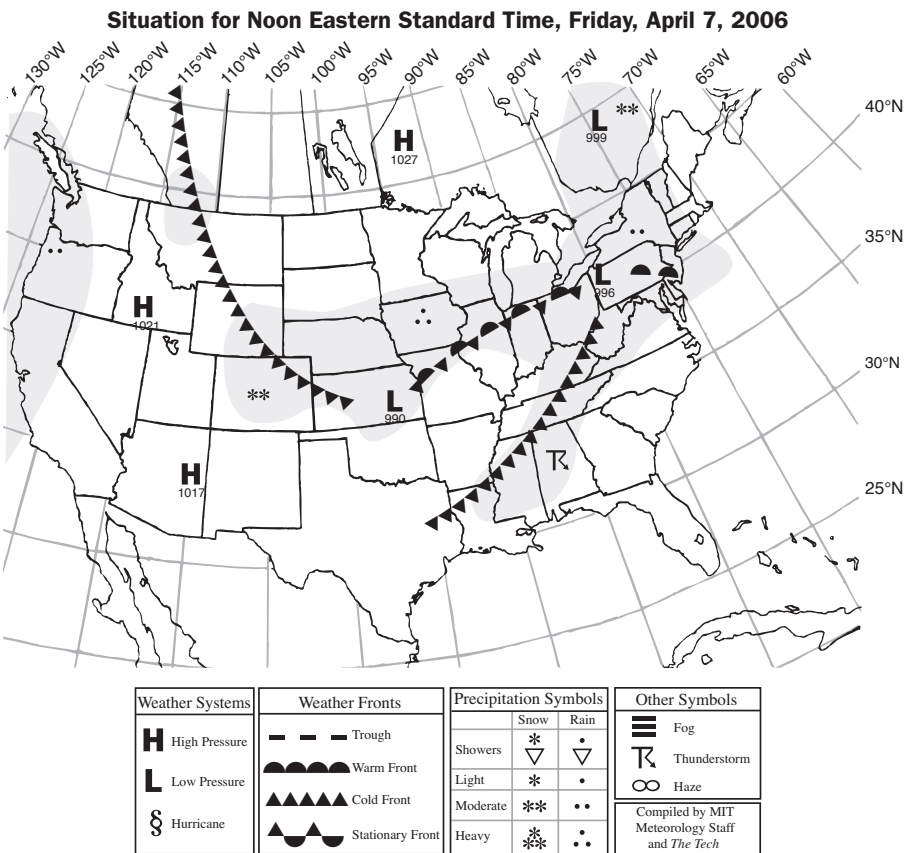 Situation for Noon Eastern Standard Time, Friday, April 7, 2006
130°W 125°W 120°W 115°W 110°W 105°W 100°W 95°W 90°W 85°W 80°W 75°W 70°W 65°W 60°W
40°N
35°N
30°N
25°N
L
999
H
1027
L
996
H
1021
L
990
H
1017
Weather Systems
H High Pressure
L Low Pressure
§ Hurricane
Weather Fronts
Trough
Warm Front
Cold Front
Stationary Front
Precipitation Symbols
Snow Rain
Showers
Light
Moderate
Heavy
Other Symbols
Fog
Thunderstorm
Haze
Compiled by MIT
Meteorology Staff
and The Tech